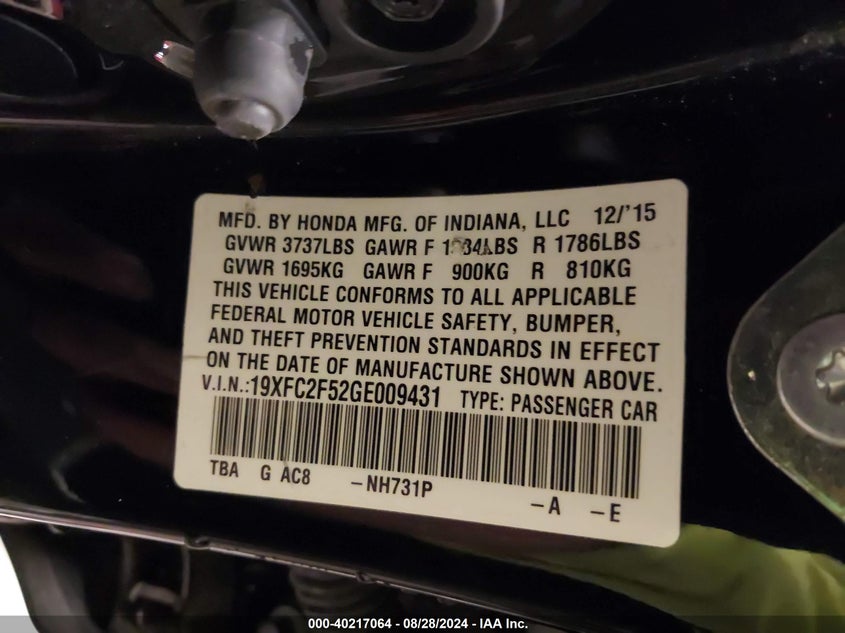 MFD. BY HONDA MFG. OF INDIANA, LLC 12/'15
GVWR 3737LBS GAWR F LBS R 1786LBS
GVWR 1695KG GAWR F 900KG R 810KG
THIS VEHICLE CONFORMS TO ALL APPLICABLE
FEDERAL MOTOR VEHICLE SAFETY, BUMPER,
AND THEFT PREVENTION STANDARDS IN EFFECT
ON THE DATE OF MANUFACTURE SHOWN ABOVE.
V.I.N.:19XFC2F52GE009431 TYPE: PASSENGER CAR
TBA G AC8 -NH731P -A -E
000-40217064 - 08/28/2024 - IAA Inc.